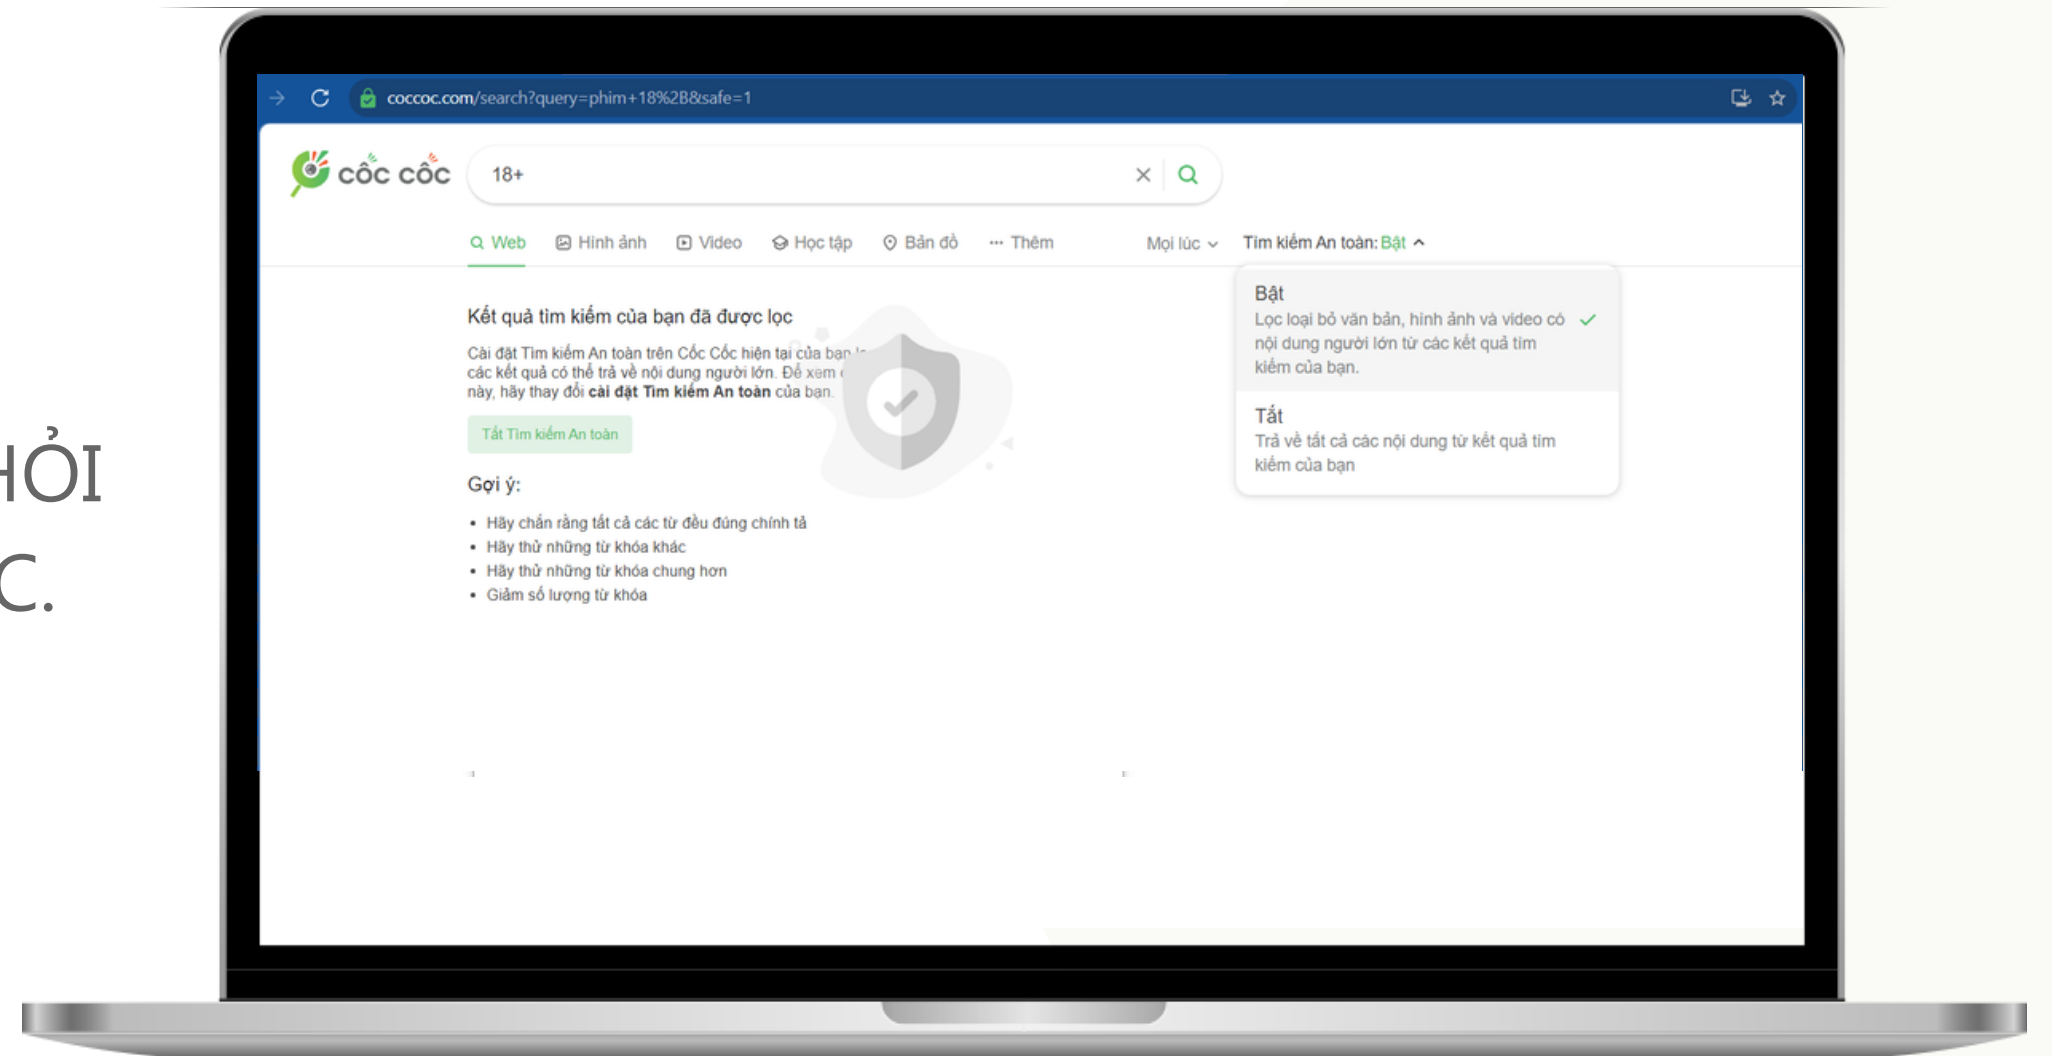 coccoc.com/search?query=phim+18%2B&safe=1
cốc cốc
18+
Web Hình ảnh Video Học tập Bản đồ ... Thêm Mọi lúc Tìm kiếm An toàn: Bật
Kết quả tìm kiếm của bạn đã được lọc
Cài đặt Tìm kiếm An toàn trên Cốc Cốc hiện tại của bạn
các kết quả có thể trả về nội dung người lớn. Để xem
này, hãy thay đổi cài đặt Tìm kiếm An toàn của bạn.
Tắt Tìm kiếm An toàn
Gợi ý:
• Hãy chắn rằng tất cả các từ đều đúng chính tả
• Hãy thử những từ khóa khác
• Hãy thử những từ khóa chung hơn
• Giảm số lượng từ khóa
Bật
Lọc loại bỏ văn bản, hình ảnh và video có
nội dung người lớn từ các kết quả tìm
kiếm của bạn.
Tắt
Trả về tất cả các nội dung từ kết quả tìm
kiếm của bạn
HỎI
C.